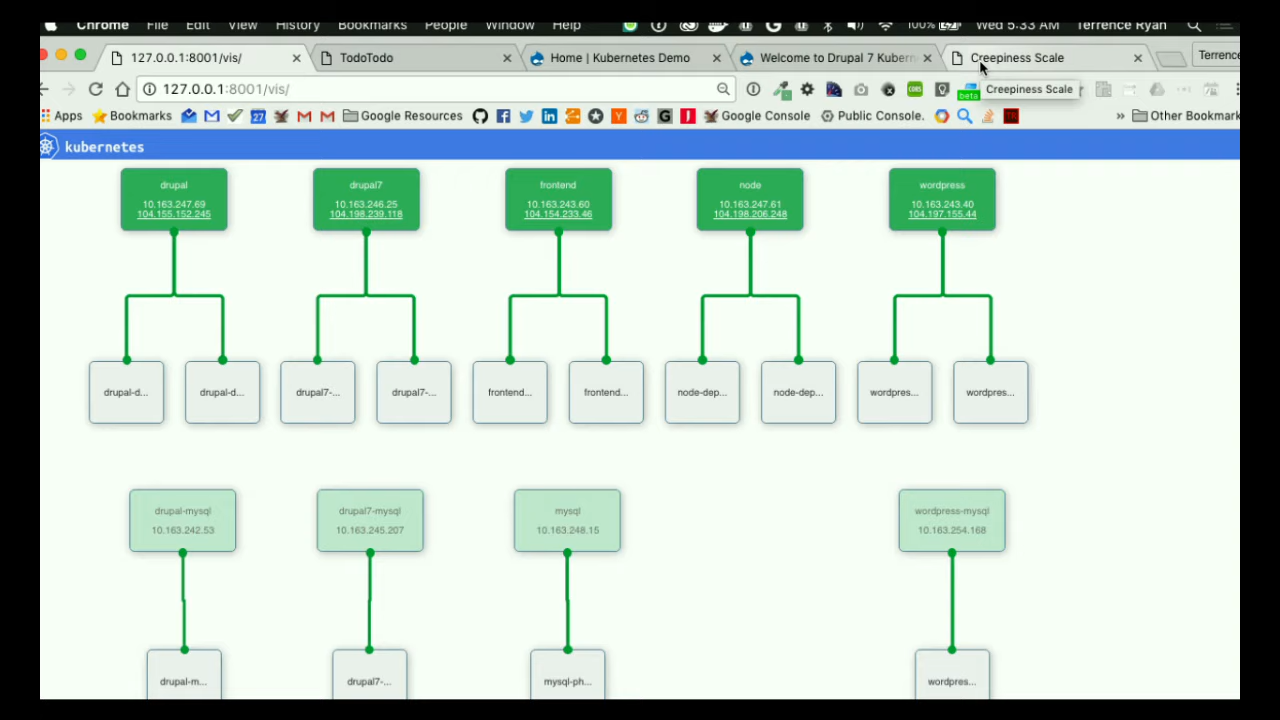 Chrome File Edit View History Bookmarks People Window Help 100% Wed 5:33 AM Terrence Ryan
127.0.0.1:8001/vis/ TodoTodo Home | Kubernetes Demo Welcome to Drupal 7 Kubern Creepiness Scale Terrence
127.0.0.1:8001/vis/ beta Creepiness Scale
Apps Bookmarks 27 Google Resources Google Console Public Console. » Other Bookmark
kubernetes
drupal drupal7 frontend node wordpress
10.163.247.69 10.163.246.25 10.163.243.60 10.163.247.61 10.163.243.40
104.155.152.245 104.198.239.118 104.154.233.46 104.198.206.248 104.197.155.44
drupal-d... drupal-d... drupal7-... drupal7-... frontend... frontend... node-dep... node-dep... wordpres... wordpres...
drupal-mysql drupal7-mysql mysql wordpress-mysql
10.163.242.53 10.163.245.207 10.163.248.15 10.163.254.168
drupal-m... drupal7-... mysql-ph... wordpres...